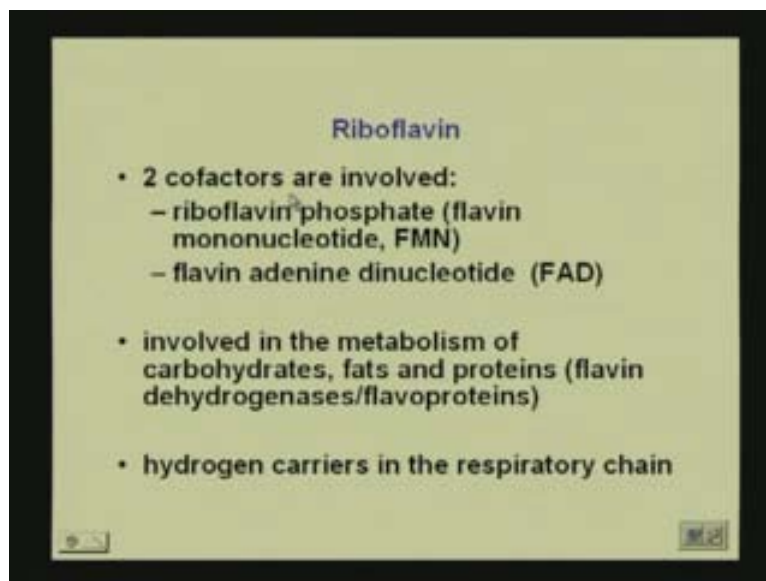 Riboflavin
• 2 cofactors are involved:
– riboflavin phosphate (flavin
mononucleotide, FMN)
– flavin adenine dinucleotide (FAD)
• involved in the metabolism of
carbohydrates, fats and proteins (flavin
dehydrogenases/flavoproteins)
• hydrogen carriers in the respiratory chain